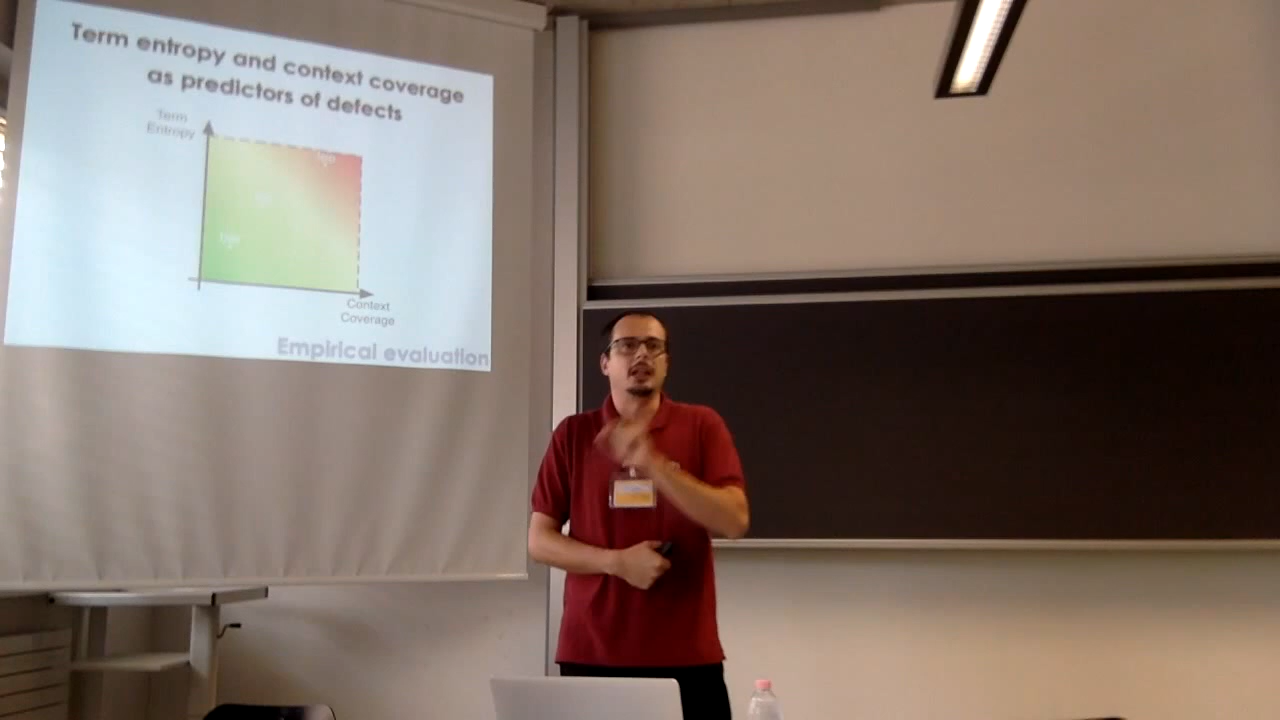 Term entropy and context coverage
as predictors of defects
Term
Entropy
Context
Coverage
Empirical evaluation